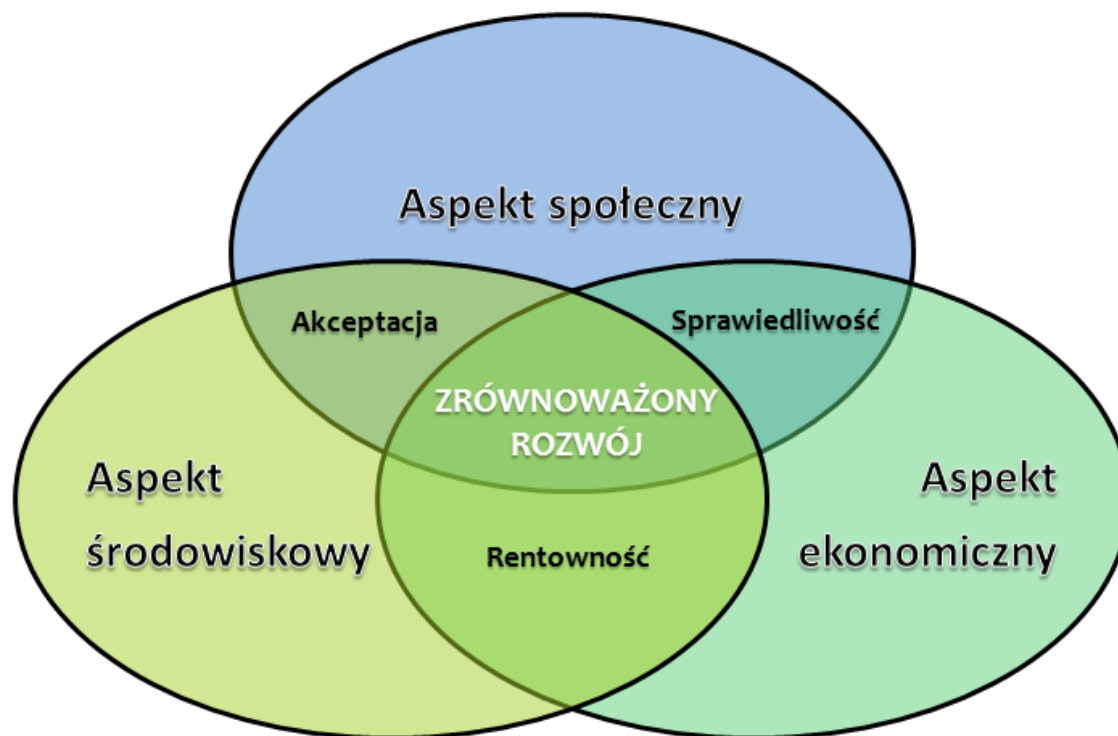 Aspekt społeczny
Akceptacja
Sprawiedliwość
ZRÓWNOWAŻONY
ROZWÓJ
Aspekt
środowiskowy
Aspekt
ekonomiczny
Rentowność